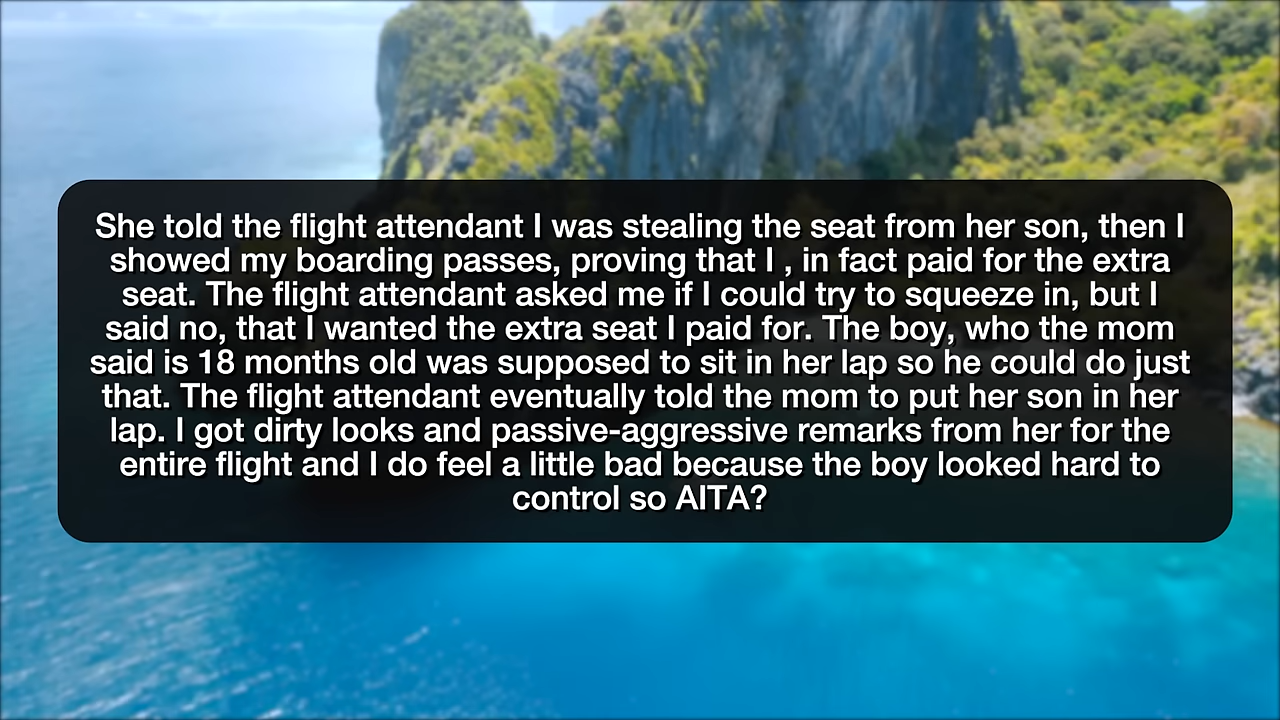 She told the flight attendant I was stealing the seat from her son, then I
showed my boarding passes, proving that I , in fact paid for the extra
seat. The flight attendant asked me if I could try to squeeze in, but I
said no, that I wanted the extra seat I paid for. The boy, who the mom
said is 18 months old was supposed to sit in her lap so he could do just
that. The flight attendant eventually told the mom to put her son in her
lap. I got dirty looks and passive-aggressive remarks from her for the
entire flight and I do feel a little bad because the boy looked hard to
control so AITA?